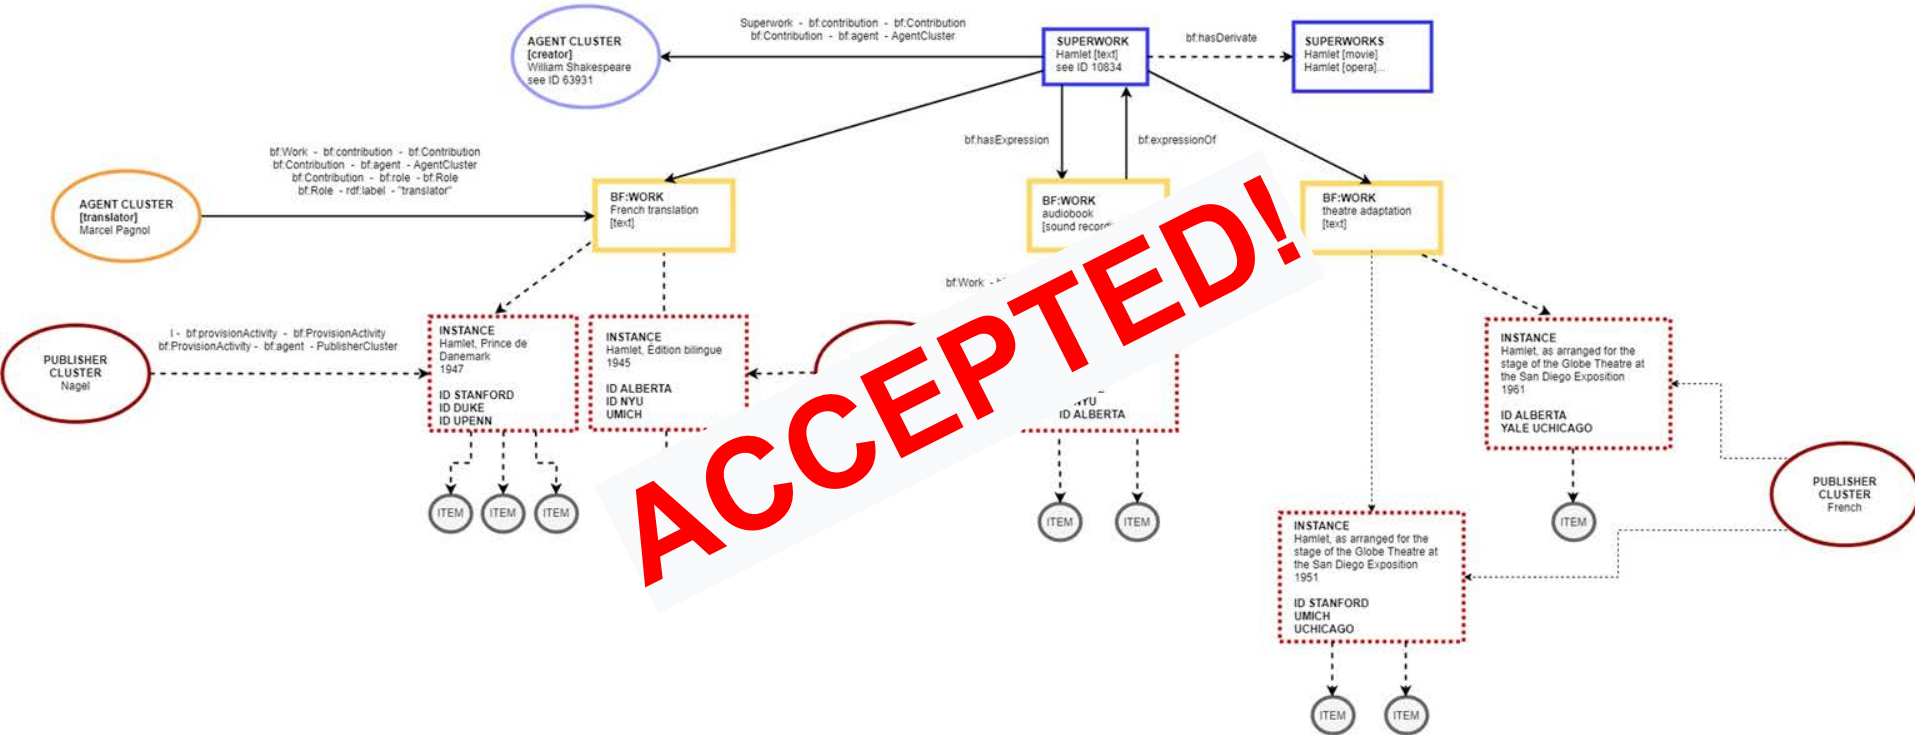 Superwork - bf:contribution - bf:Contribution
bf:Contribution - bf:agent - AgentCluster
AGENT CLUSTER
[creator]
William Shakespeare
see ID 63931
SUPERWORK
Hamlet [text]
see ID 10834
bf:hasDerivate
SUPERWORKS
Hamlet [movie]
Hamlet [opera]...
bf:hasExpression
bf:expressionOf
bf:Work - bf:contribution - bf:Contribution
bf:Contribution - bf:agent - AgentCluster
bf:Contribution - bf:role - bf:Role
bf:Role - rdf:label - "translator"
AGENT CLUSTER
[translator]
Marcel Pagnol
BF:WORK
French translation
[text]
BF:WORK
audiobook
[sound record
BF:WORK
theatre adaptation
[text]
bf:Work -
I - bf:provisionActivity - bf:ProvisionActivity
bf:ProvisionActivity - bf:agent - PublisherCluster
PUBLISHER
CLUSTER
Nagel
INSTANCE
Hamlet, Prince de
Danemark
1947
ID STANFORD
ID DUKE
ID UPENN
INSTANCE
Hamlet, Édition bilingue
1945
ID ALBERTA
ID NYU
UMICH
NYU
ID ALBERTA
INSTANCE
Hamlet, as arranged for the
stage of the Globe Theatre at
the San Diego Exposition
1961
ID ALBERTA
YALE UCHICAGO
PUBLISHER
CLUSTER
French
ITEM
ITEM
ITEM
ITEM
ITEM
ITEM
INSTANCE
Hamlet, as arranged for the
stage of the Globe Theatre at
the San Diego Exposition
1951
ID STANFORD
UMICH
UCHICAGO
ITEM
ITEM
ACCEPTED!